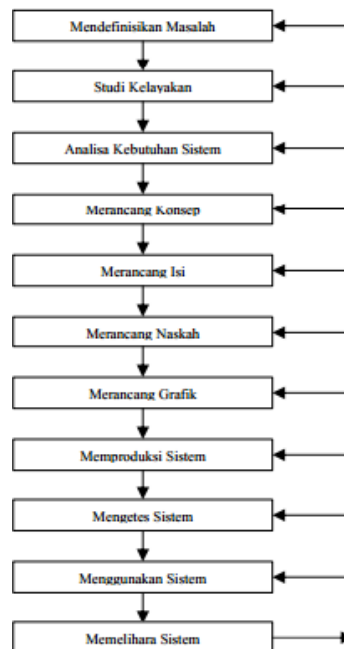 Mendefinisikan Masalah
Studi Kelayakan
Analisa Kebutuhan Sistem
Merancang Konsep
Merancang Isi
Merancang Naskah
Merancang Grafik
Memproduksi Sistem
Mengetes Sistem
Menggunakan Sistem
Memelihara Sistem